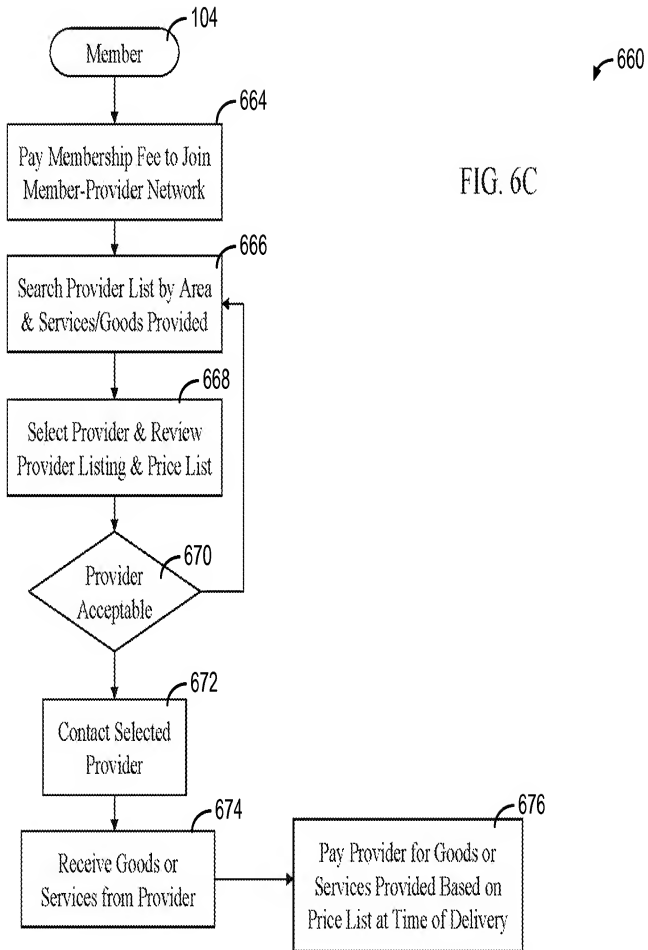 104
Member
660
664
Pay Membership Fee to Join
Member-Provider Network
FIG. 6C
666
Search Provider List by Area
& Services/Goods Provided
668
Select Provider & Review
Provider Listing & Price List
670
Provider
Acceptable
672
Contact Selected
Provider
674
Receive Goods or
Services from Provider
676
Pay Provider for Goods or
Services Provided Based on
Price List at Time of Delivery